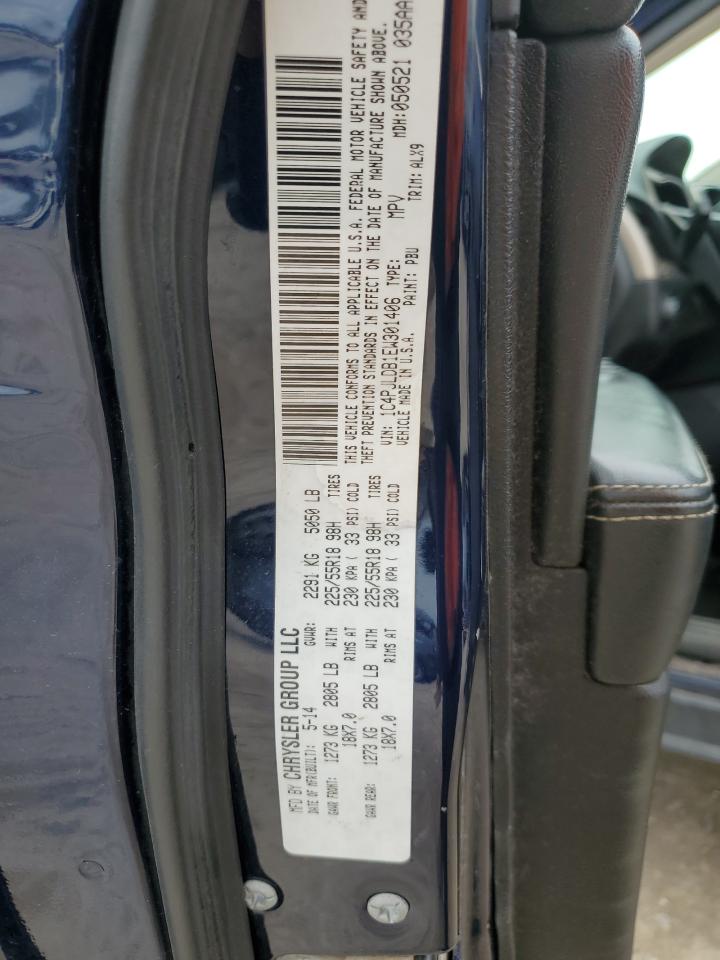 MFD BY CHRYSLER GROUP LLC
DATE OF MFR(BUILT): 5-14 GVWR: 2291 KG 5050 LB
GAWR FRONT: 1273 KG 2805 LB WITH 225/55R18 98H TIRES
18X7.0 RIMS AT 230 KPA ( 33 PSI) COLD
GAWR REAR: 1273 KG 2805 LB WITH 225/55R18 98H TIRES
18X7.0 RIMS AT 230 KPA ( 33 PSI) COLD
THIS VEHICLE CONFORMS TO ALL APPLICABLE U.S.A. FEDERAL MOTOR VEHICLE SAFETY AND
THEFT PREVENTION STANDARDS IN EFFECT ON THE DATE OF MANUFACTURE SHOWN ABOVE.
VIN: 1C4PJLDB1EW301406 TYPE: MPV MDH:050521 035AA
VEHICLE MADE IN U.S.A. PAINT: PBU TRIM: ALX9